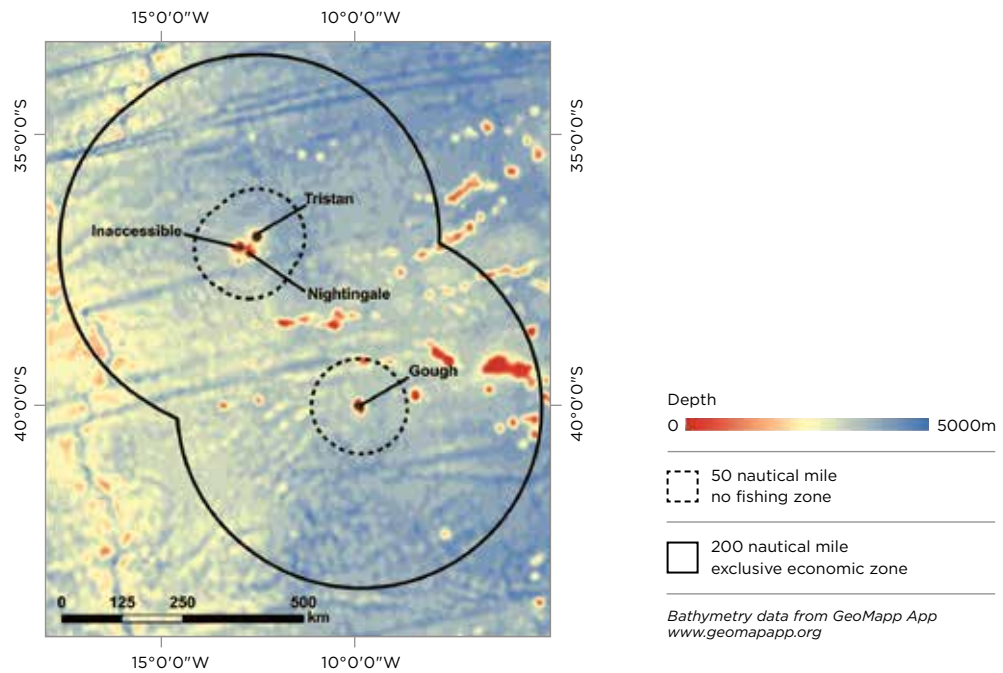 15°0'0"W 10°0'0"W
35°0'0"S 35°0'0"S
Tristan
Inaccessible
Nightingale
Gough
40°0'0"S 40°0'0"S
0 125 250 500
km
15°0'0"W 10°0'0"W
Depth
0 5000m
50 nautical mile
no fishing zone
200 nautical mile
exclusive economic zone
Bathymetry data from GeoMapp App
www.geomapapp.org